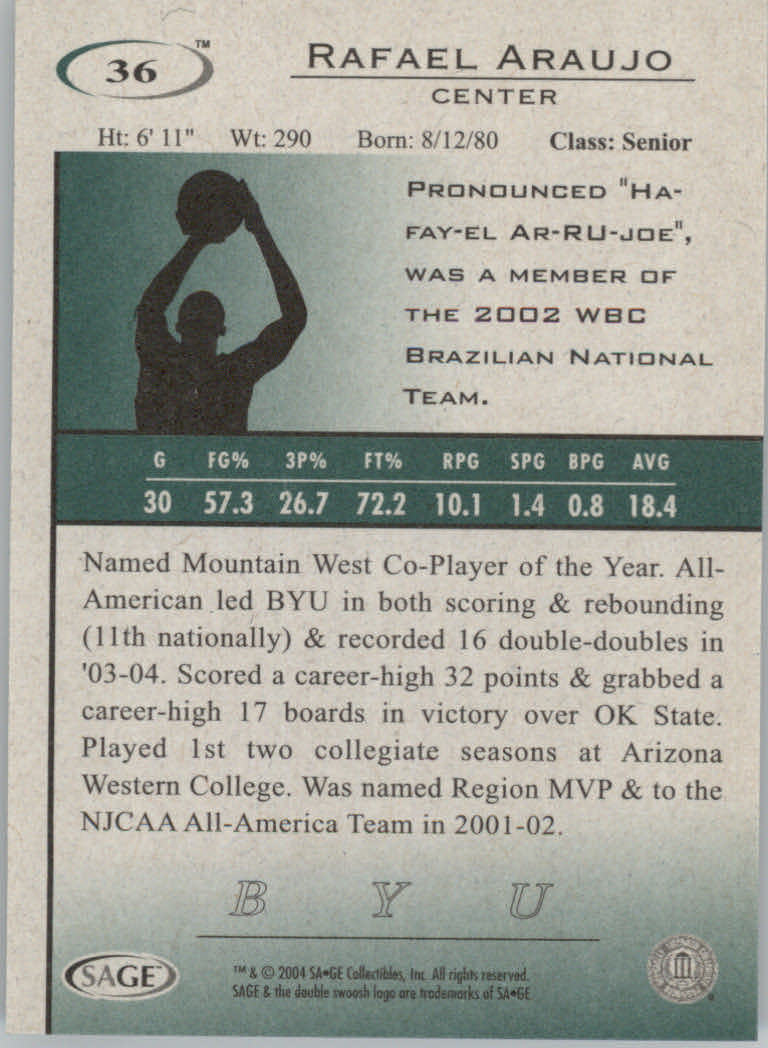 36 ™
RAFAEL ARAUJO
CENTER
Ht: 6' 11" Wt: 290 Born: 8/12/80 Class: Senior
PRONOUNCED "HA-
FAY-EL AR-RU-JOE",
WAS A MEMBER OF
THE 2002 WBC
BRAZILIAN NATIONAL
TEAM.
G FG% 3P% FT% RPG SPG BPG AVG
30 57.3 26.7 72.2 10.1 1.4 0.8 18.4
Named Mountain West Co-Player of the Year. All-
American led BYU in both scoring & rebounding
(11th nationally) & recorded 16 double-doubles in
'03-04. Scored a career-high 32 points & grabbed a
career-high 17 boards in victory over OK State.
Played 1st two collegiate seasons at Arizona
Western College. Was named Region MVP & to the
NJCAA All-America Team in 2001-02.
B Y U
SAGE™
™ & © 2004 SA•GE Collectibles, Inc. All rights reserved.
SAGE & the double swoosh logo are trademarks of SA•GE